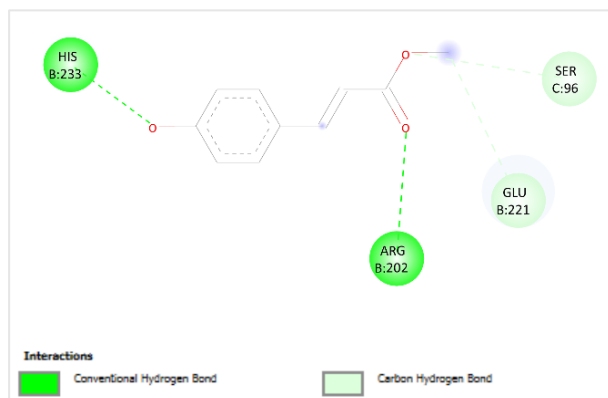 HIS
B:233
O
O
SER
C:96
O
GLU
B:221
ARG
B:202
Interactions
Conventional Hydrogen Bond
Carbon Hydrogen Bond